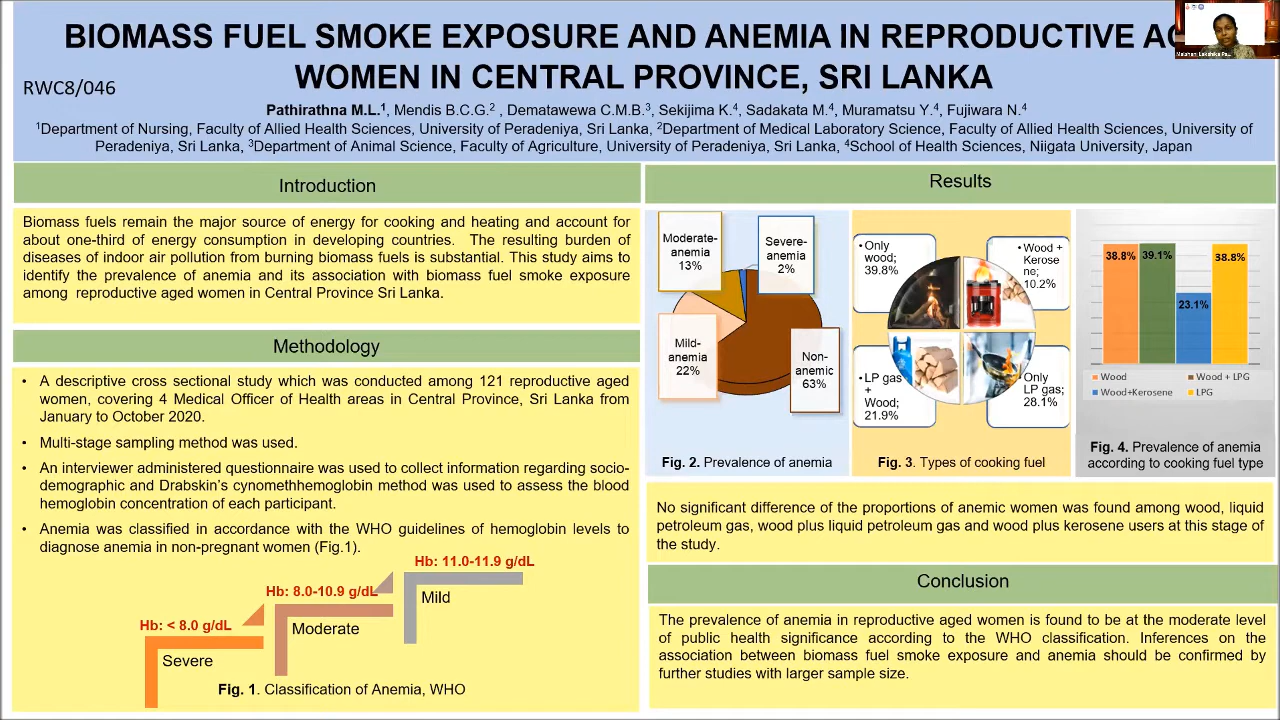 BIOMASS FUEL SMOKE EXPOSURE AND ANEMIA IN REPRODUCTIVE
WOMEN IN CENTRAL PROVINCE, SRI LANKA
RWC8/046
Pathirathna M.L.¹, Mendis B.C.G.² , Dematawewa C.M.B.³, Sekijima K.⁴, Sadakata M.⁴, Muramatsu Y.⁴, Fujiwara N.⁴
¹Department of Nursing, Faculty of Allied Health Sciences, University of Peradeniya, Sri Lanka, ²Department of Medical Laboratory Science, Faculty of Allied Health Sciences, University of
Peradeniya, Sri Lanka, ³Department of Animal Science, Faculty of Agriculture, University of Peradeniya, Sri Lanka, ⁴School of Health Sciences, Niigata University, Japan
Introduction
Biomass fuels remain the major source of energy for cooking and heating and account for
about one-third of energy consumption in developing countries. The resulting burden of
diseases of indoor air pollution from burning biomass fuels is substantial. This study aims to
identify the prevalence of anemia and its association with biomass fuel smoke exposure
among reproductive aged women in Central Province Sri Lanka.
Methodology
• A descriptive cross sectional study which was conducted among 121 reproductive aged
women, covering 4 Medical Officer of Health areas in Central Province, Sri Lanka from
January to October 2020.
• Multi-stage sampling method was used.
• An interviewer administered questionnaire was used to collect information regarding socio-
demographic and Drabskin's cynomethhemoglobin method was used to assess the blood
hemoglobin concentration of each participant.
• Anemia was classified in accordance with the WHO guidelines of hemoglobin levels to
diagnose anemia in non-pregnant women (Fig.1).
Hb: 11.0-11.9 g/dL
Mild
Hb: 8.0-10.9 g/dL
Moderate
Hb: < 8.0 g/dL
Severe
Fig. 1. Classification of Anemia, WHO
Results
Moderate-
anemia
13%
Severe-
anemia
2%
Mild-
anemia
22%
Non-
anemic
63%
Fig. 2. Prevalence of anemia
• Only
wood;
39.8%
• Wood +
Kerose
ne;
10.2%
• LP gas
+
Wood;
21.9%
• Only
LP gas;
28.1%
Fig. 3. Types of cooking fuel
38.8%
39.1%
23.1%
38.8%
Wood
Wood + LPG
Wood+Kerosene
LPG
Fig. 4. Prevalence of anemia
according to cooking fuel type
No significant difference of the proportions of anemic women was found among wood, liquid
petroleum gas, wood plus liquid petroleum gas and wood plus kerosene users at this stage of
the study.
Conclusion
The prevalence of anemia in reproductive aged women is found to be at the moderate level
of public health significance according to the WHO classification. Inferences on the
association between biomass fuel smoke exposure and anemia should be confirmed by
further studies with larger sample size.